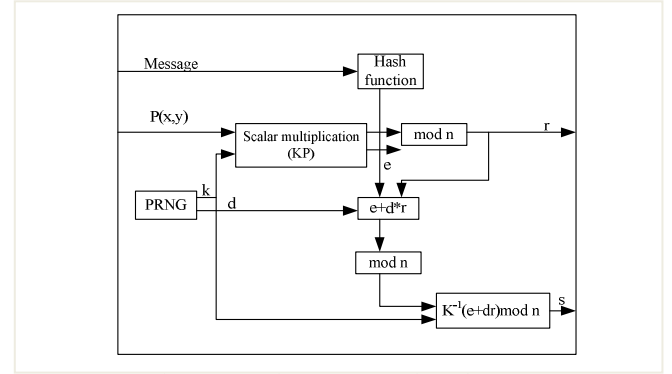 Message
Hash
function
P(x,y)
Scalar multiplication
(KP)
mod n
r
e
k
PRNG
d
e+d*r
mod n
K⁻¹(e+dr)mod n
s